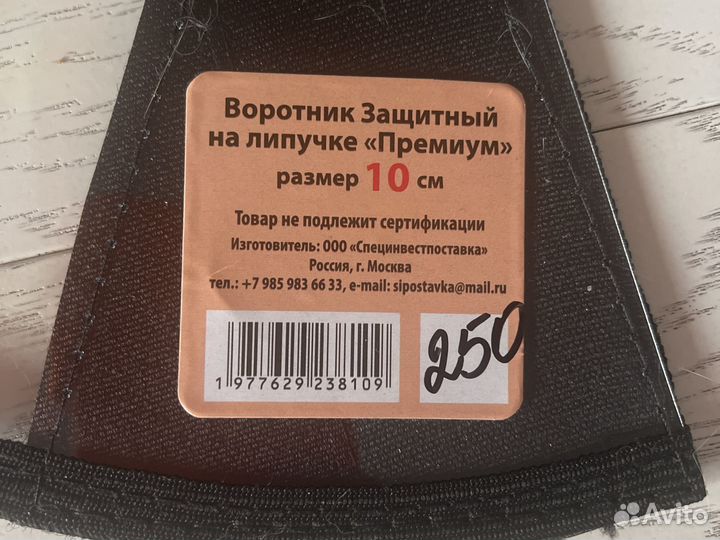 Воротник Защитный
на липучке «Премиум»
размер 10 см
Товар не подлежит сертификации
Изготовитель: ООО «Специнвестпоставка»
Россия, г. Москва
тел.: +7 985 983 66 33, e-mail: sipostavka@mail.ru
250
1 977629 238109
Avito